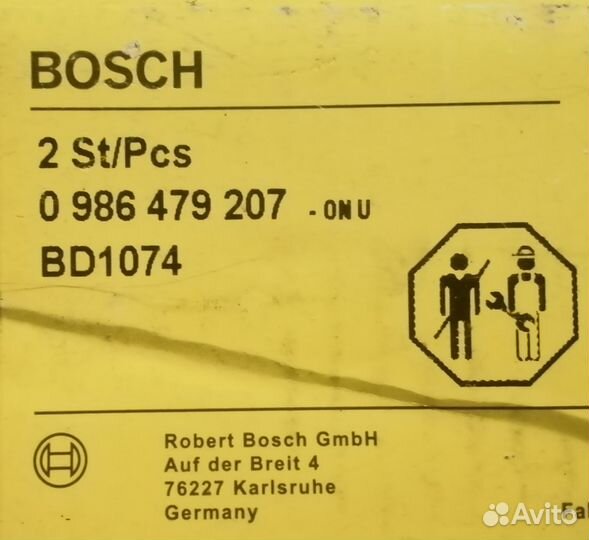 BOSCH
2 St/Pcs
0 986 479 207 - 0NU
BD1074
Robert Bosch GmbH
Auf der Breit 4
76227 Karlsruhe
Germany
Avito